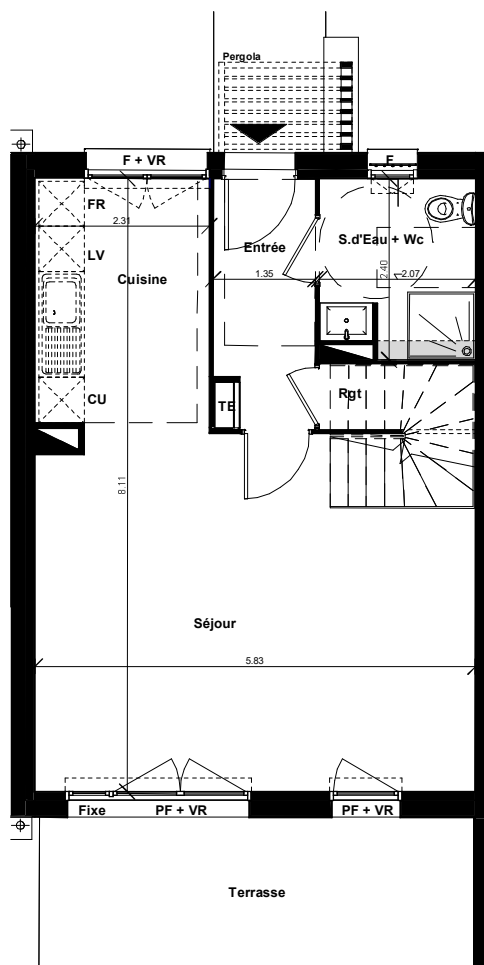 Pergola
F + VR
F
FR
2.31
Entrée
S.d'Eau + Wc
LV
Cuisine
1.35
2.40
2.07
CU
TE
Rgt
8.11
Séjour
5.83
Fixe
PF + VR
PF + VR
Terrasse